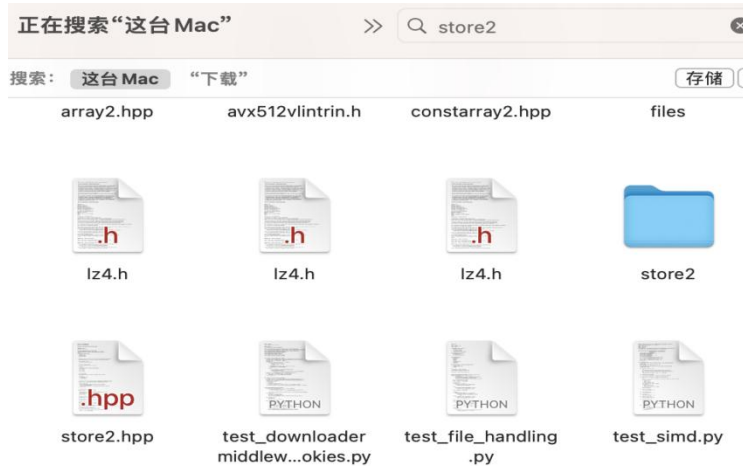 正在搜索“这台Mac” >> store2
搜索: 这台Mac “下载” 存储
array2.hpp avx512vlintrin.h constarray2.hpp files
.h .h .h
lz4.h lz4.h lz4.h store2
.hpp PYTHON PYTHON PYTHON
store2.hpp test_downloader test_file_handling test_simd.py
middlew...okies.py .py